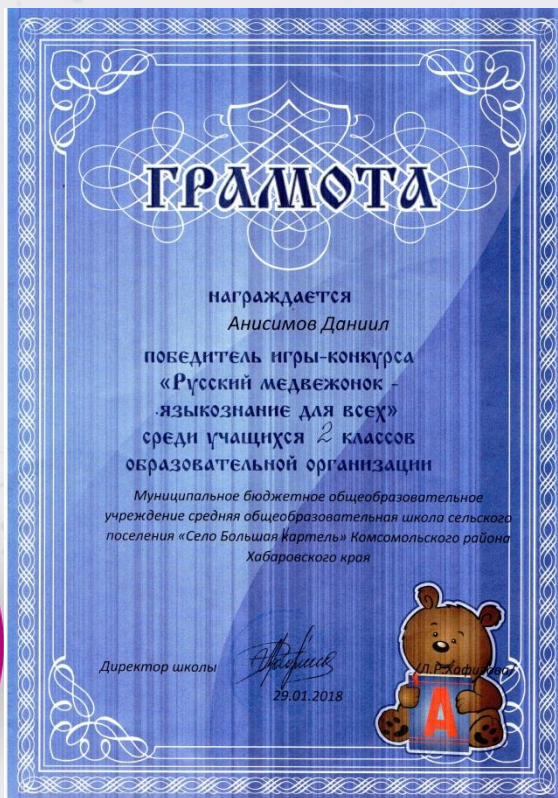 ГРАМОТА
награждается
Анисимов Даниил
победитель игры-конкурса
«Русский медвежонок -
языкознание для всех»
среди учащихся 2 классов
образовательной организации
Муниципальное бюджетное общеобразовательное
учреждение средняя общеобразовательная школа сельского
поселения «Село Большая Картель» Комсомольского района
Хабаровского края
Директор школы /Л.Р.Хафизова/
29.01.2018
А